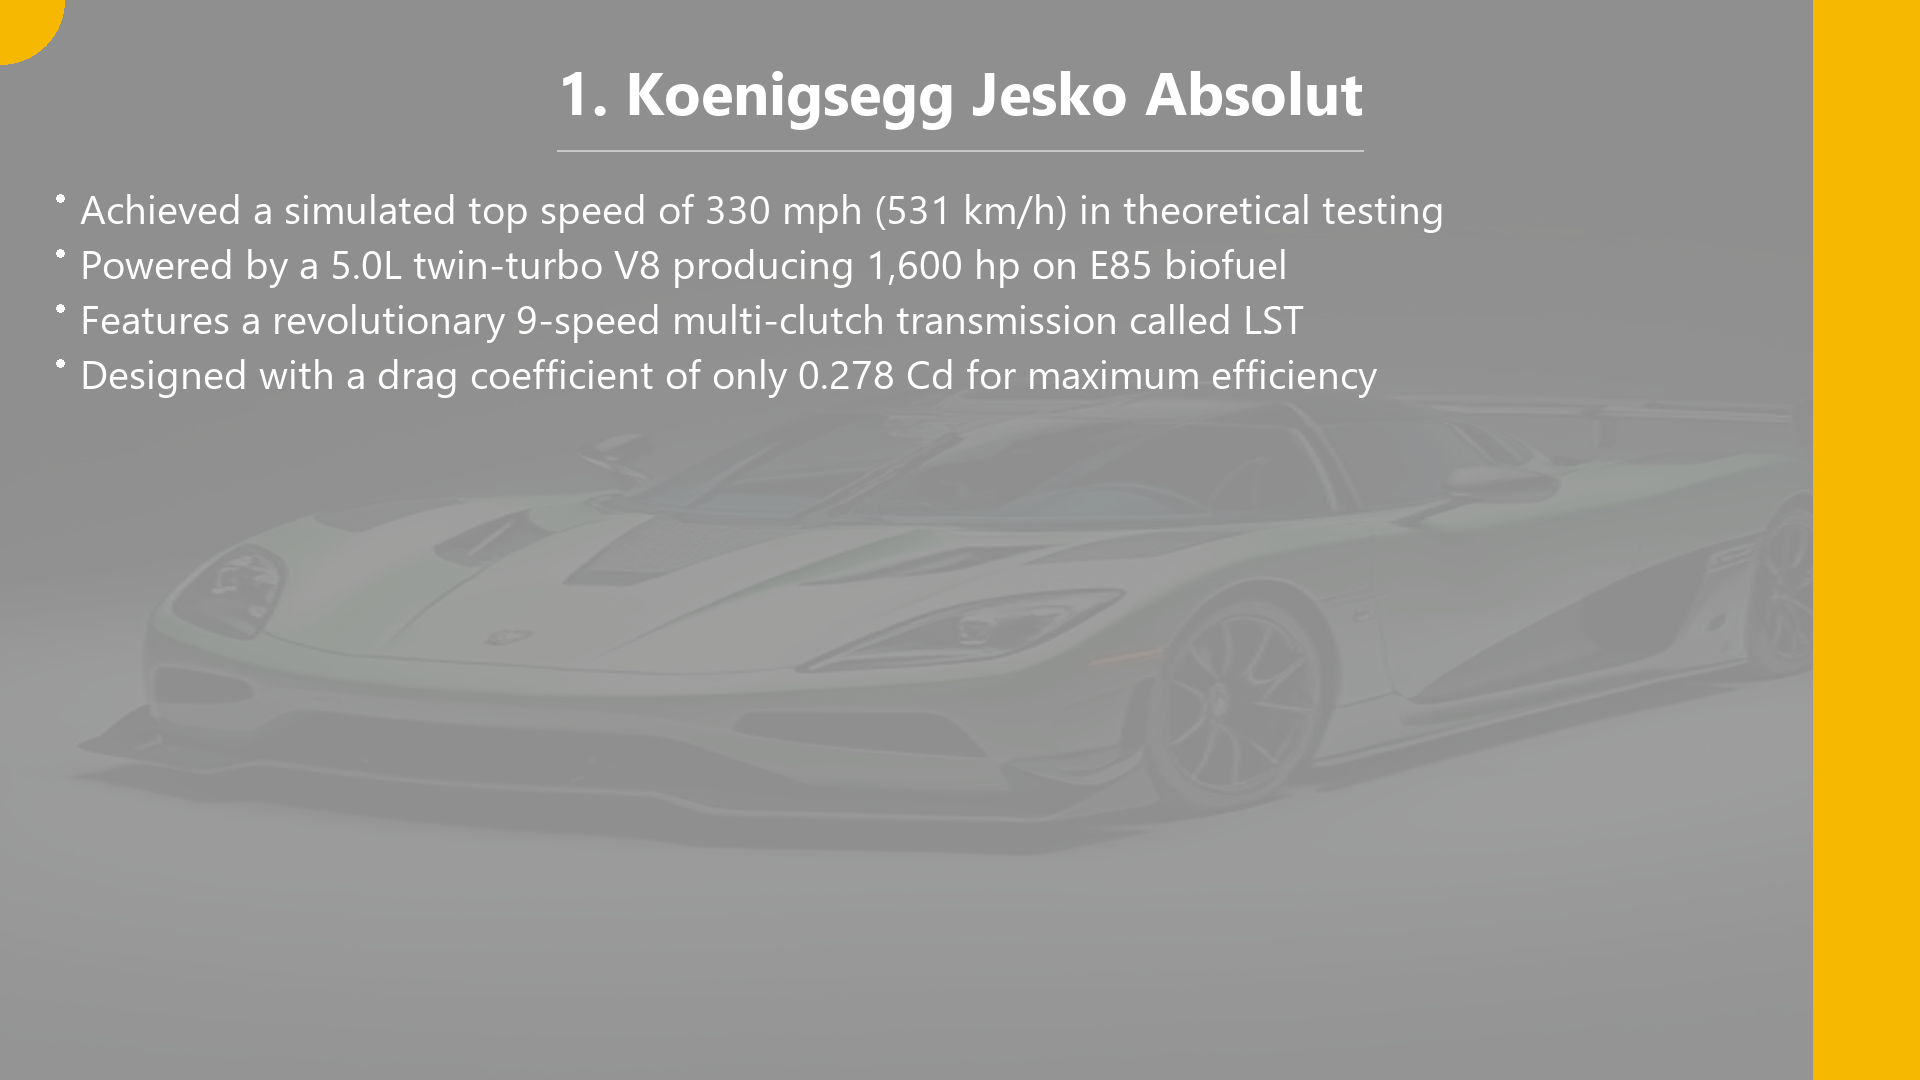 1. Koenigsegg Jesko Absolut
• Achieved a simulated top speed of 330 mph (531 km/h) in theoretical testing
• Powered by a 5.0L twin-turbo V8 producing 1,600 hp on E85 biofuel
• Features a revolutionary 9-speed multi-clutch transmission called LST
• Designed with a drag coefficient of only 0.278 Cd for maximum efficiency